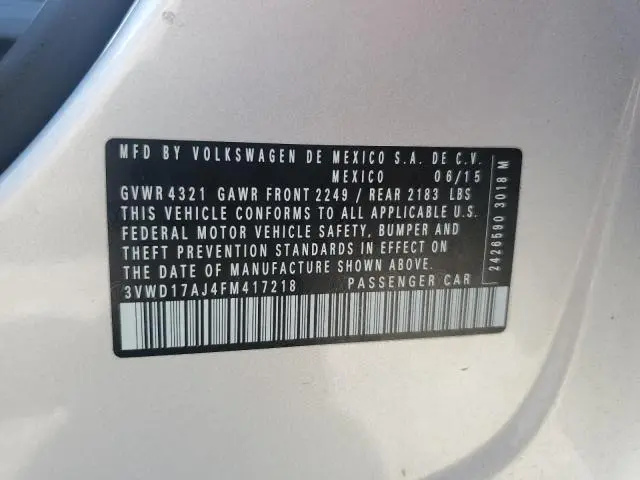 MFD BY VOLKSWAGEN DE MEXICO S.A. DE C.V.
MEXICO 06/15
GVWR 4321 GAWR FRONT 2249 / REAR 2183 LBS
THIS VEHICLE CONFORMS TO ALL APPLICABLE U.S.
FEDERAL MOTOR VEHICLE SAFETY, BUMPER AND
THEFT PREVENTION STANDARDS IN EFFECT ON
THE DATE OF MANUFACTURE SHOWN ABOVE.
3VWD17AJ4FM417218 PASSENGER CAR
2426590 3018 M